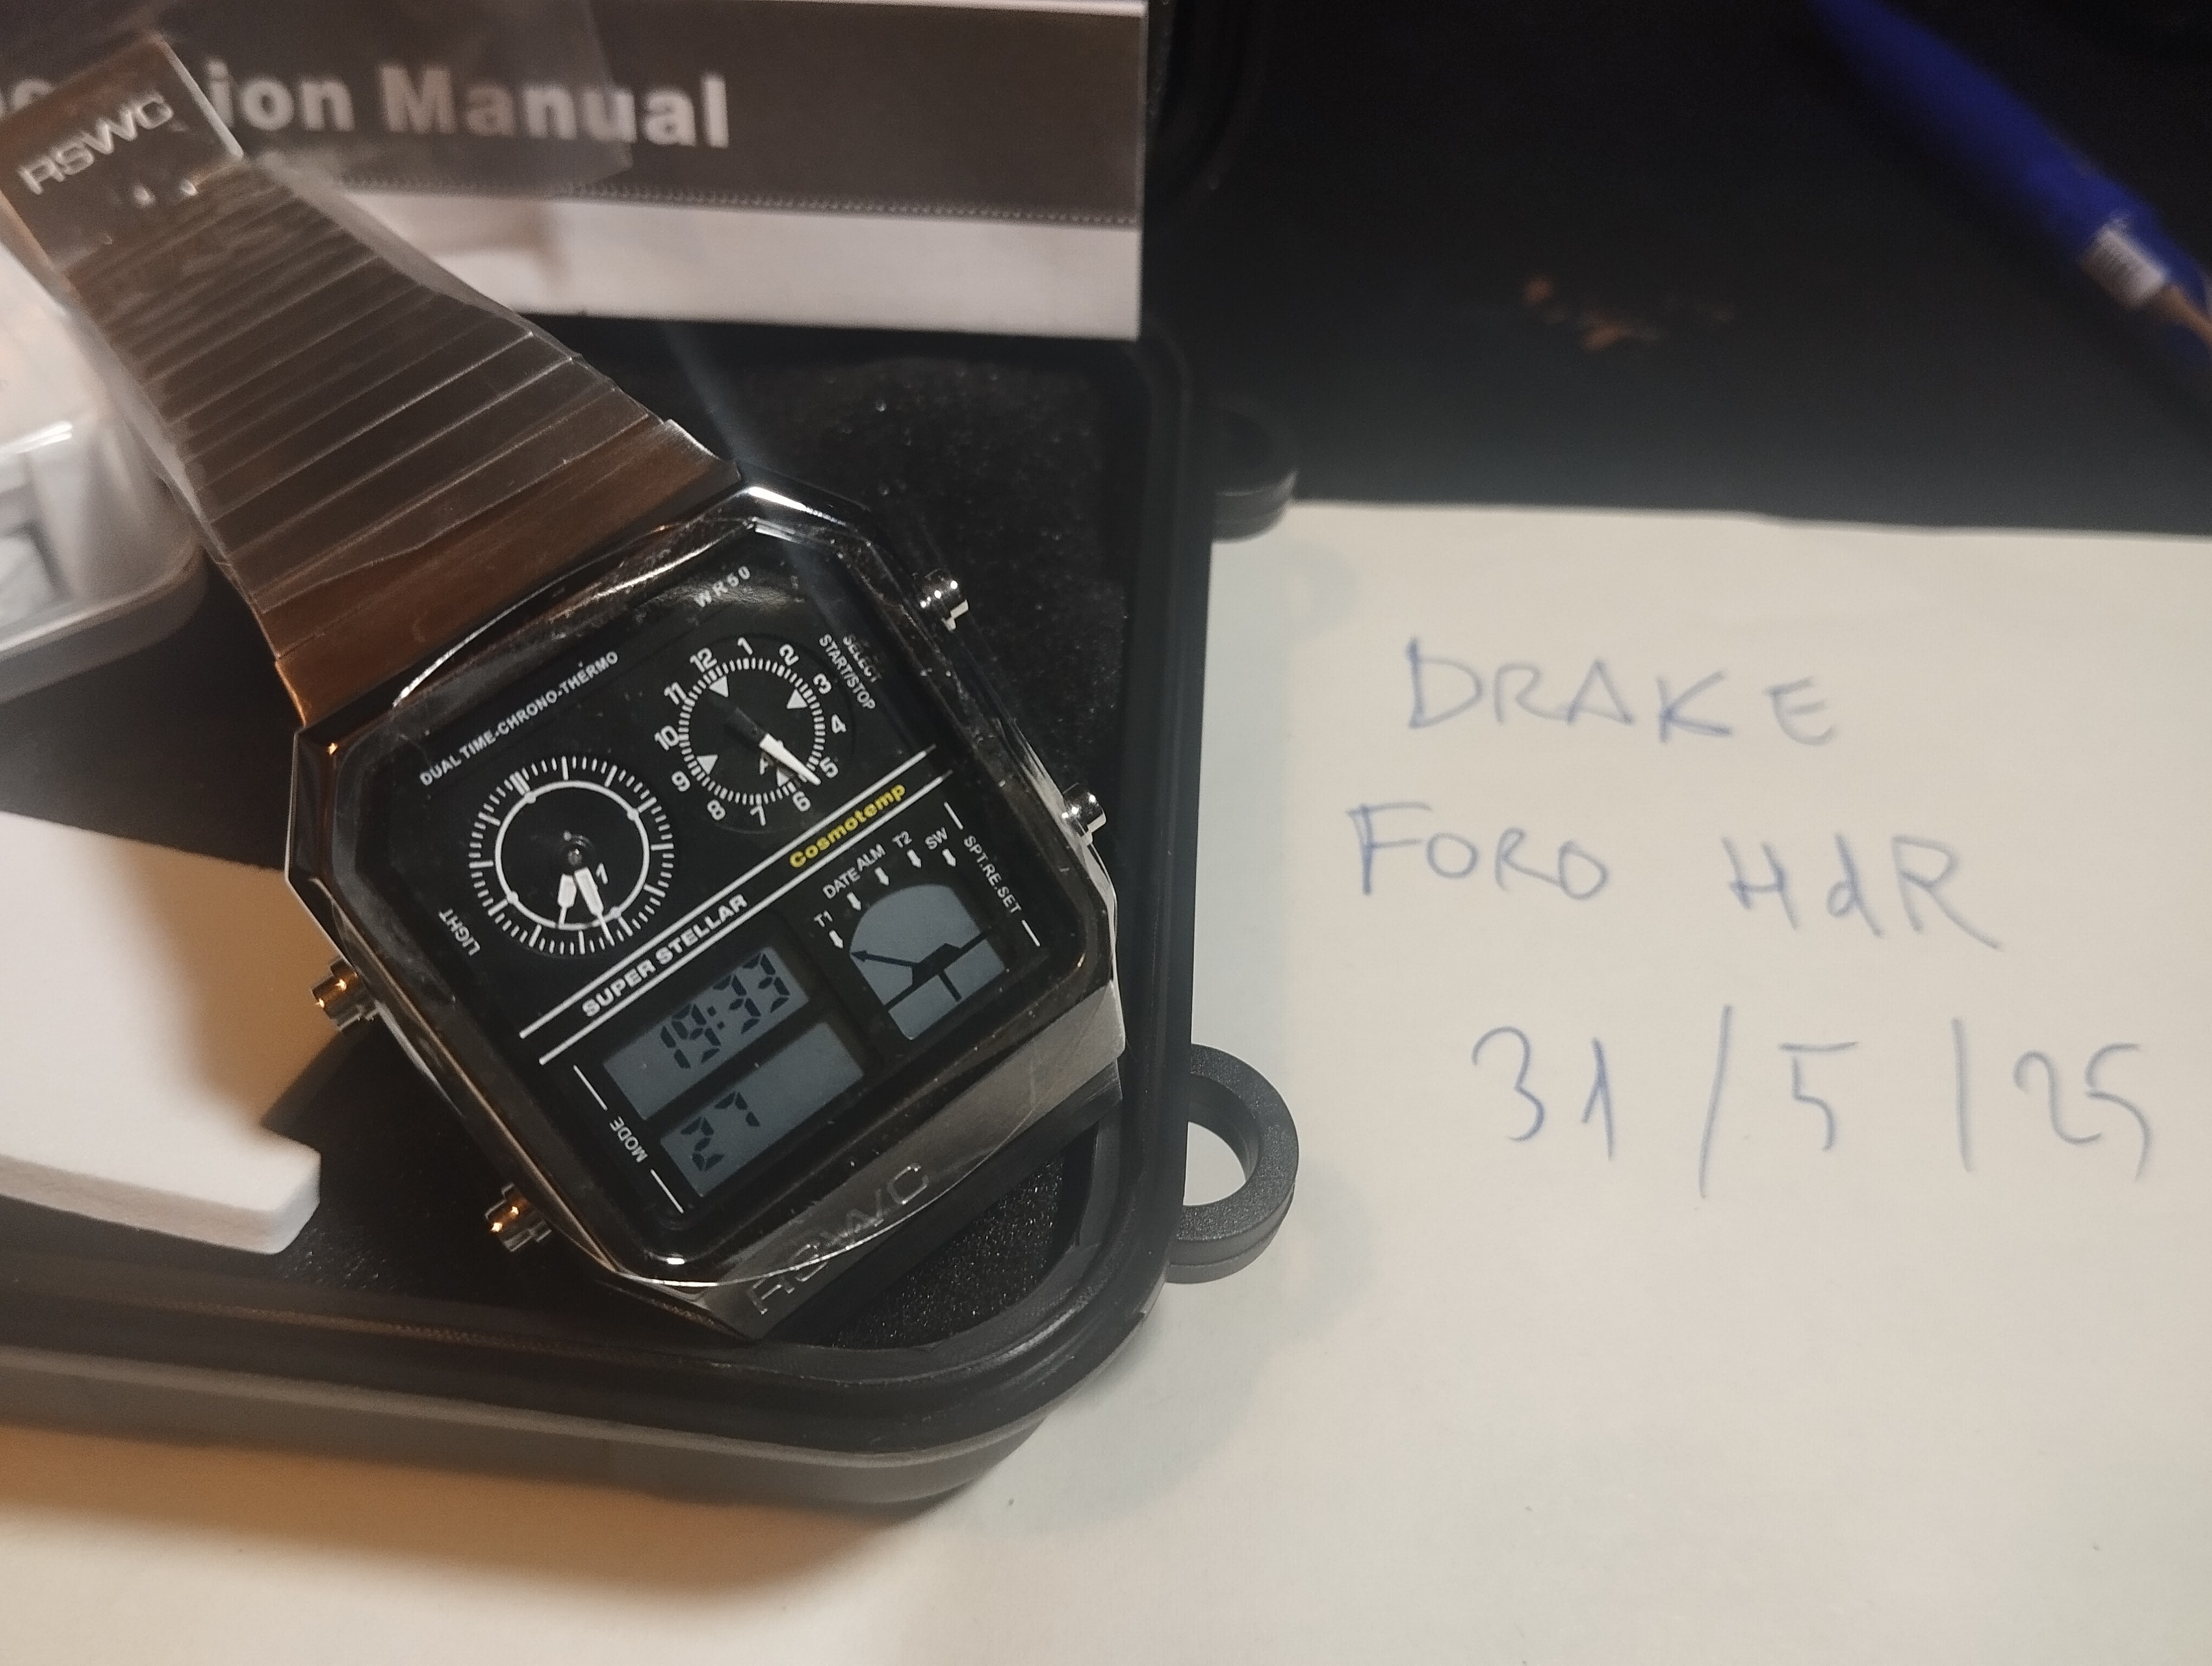 ion Manual
RSWC
WR50
DUAL TIME-CHRONO-THERMO
SELECT
START/STOP
12 1 2 3 4 5 6 7 8 9 10 11
LIGHT
SUPER STELLAR
Cosmotemp
T1 DATE ALM T2 SW
SPT.RE.SET
19:33
27
MODE
RSWC
DRAKE
FORO HdR
31/5/25